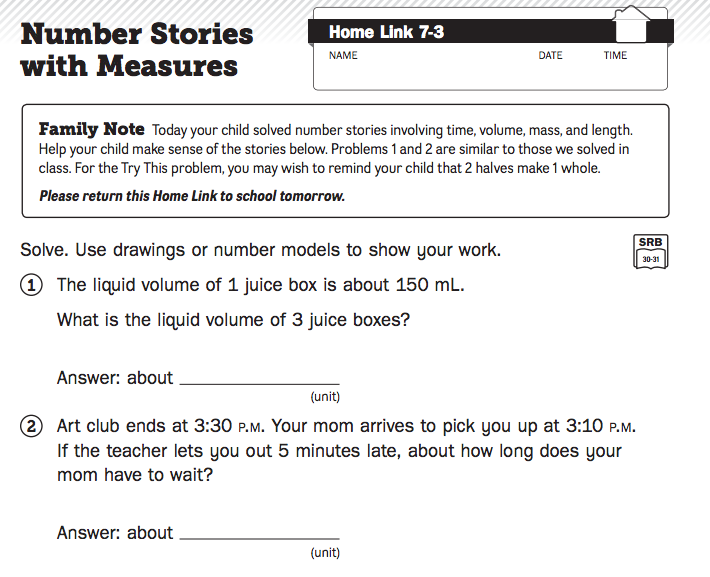 Number Stories
with Measures
Home Link 7-3
NAME DATE TIME
Family Note Today your child solved number stories involving time, volume, mass, and length.
Help your child make sense of the stories below. Problems 1 and 2 are similar to those we solved in
class. For the Try This problem, you may wish to remind your child that 2 halves make 1 whole.
Please return this Home Link to school tomorrow.
Solve. Use drawings or number models to show your work.
SRB
30-31
1 The liquid volume of 1 juice box is about 150 mL.
What is the liquid volume of 3 juice boxes?
Answer: about
(unit)
2 Art club ends at 3:30 P.M. Your mom arrives to pick you up at 3:10 P.M.
If the teacher lets you out 5 minutes late, about how long does your
mom have to wait?
Answer: about
(unit)